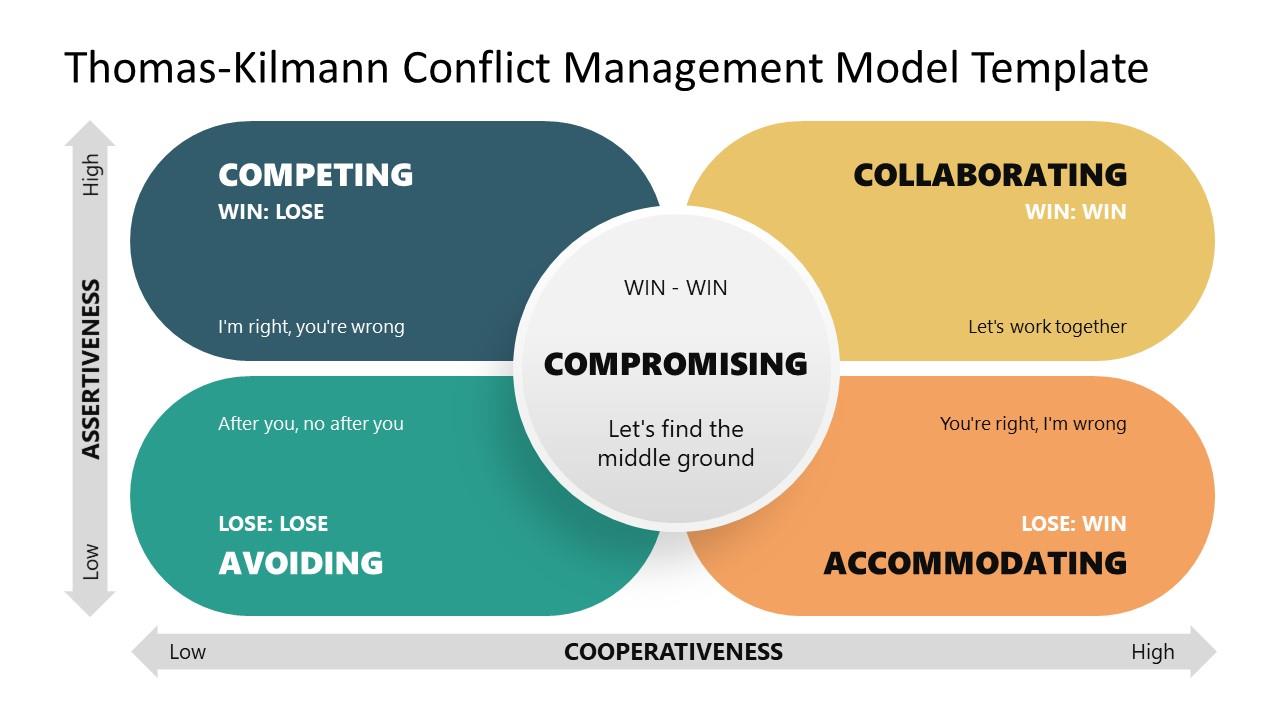 Thomas-Kilmann Conflict Management Model Template
High
ASSERTIVENESS
Low
COMPETING
WIN: LOSE
I'm right, you're wrong
COLLABORATING
WIN: WIN
Let's work together
WIN - WIN
COMPROMISING
Let's find the
middle ground
After you, no after you
LOSE: LOSE
AVOIDING
You're right, I'm wrong
LOSE: WIN
ACCOMMODATING
Low
COOPERATIVENESS
High